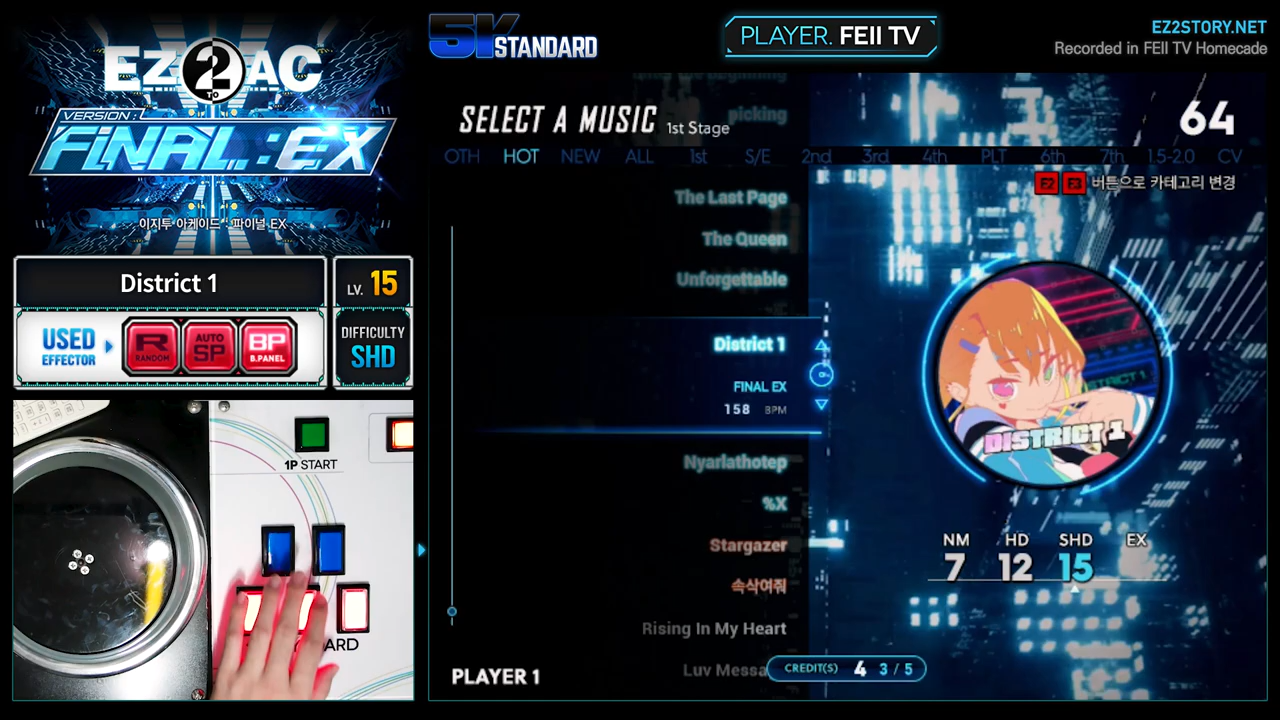 EZ2AC
TO
VERSION :
FiNAL : EX
이지투 아케이드 : 파이널 EX
District 1
LV. 15
USED
EFFECTOR
R
RANDOM
AUTO
SP
BP
B.PANEL
DIFFICULTY
SHD
1P START
5K STANDARD
PLAYER. FEII TV
EZ2STORY.NET
Recorded in FEII TV Homecade
SELECT A MUSIC
1st Stage
64
picking
OTH HOT NEW ALL 1st S/E 2nd 3rd 4th PLT 6th 7th 1.5-2.0 CV
EZ E3 버튼으로 카테고리 변경
The Last Page
The Queen
Unforgettable
District 1
FINAL EX
158 BPM
Nyarlathotep
%X
Stargazer
속삭여줘
Rising In My Heart
DISTRICT 1
NM HD SHD EX
7 12 15
PLAYER 1
CREDIT(S) 4 3 / 5